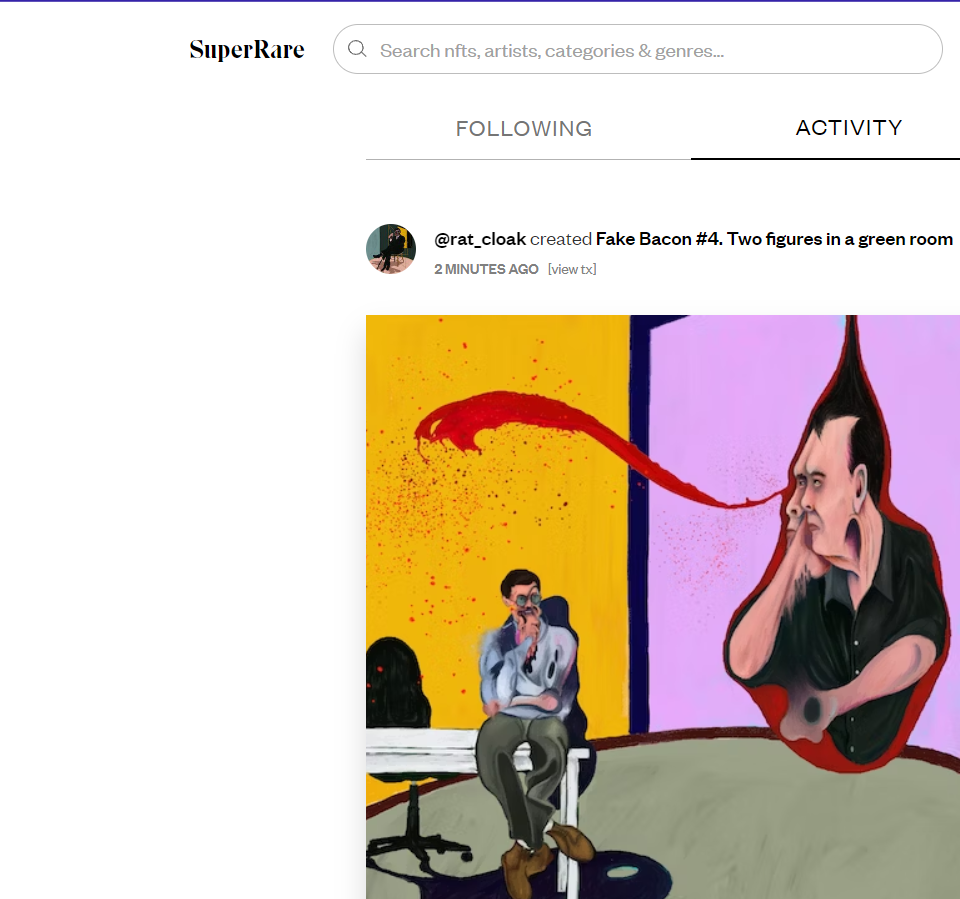 SuperRare
Search nfts, artists, categories & genres...
FOLLOWING
ACTIVITY
@rat_cloak created Fake Bacon #4. Two figures in a green room
2 MINUTES AGO [view tx]